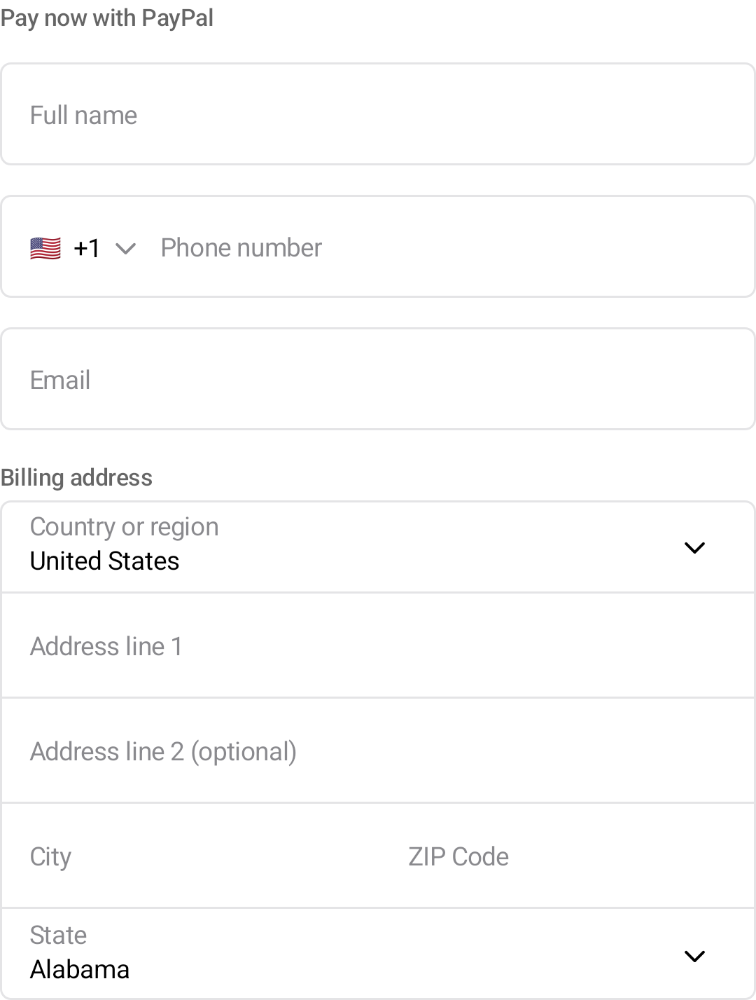 Pay now with PayPal
Full name
+1 Phone number
Email
Billing address
Country or region
United States
Address line 1
Address line 2 (optional)
City ZIP Code
State
Alabama